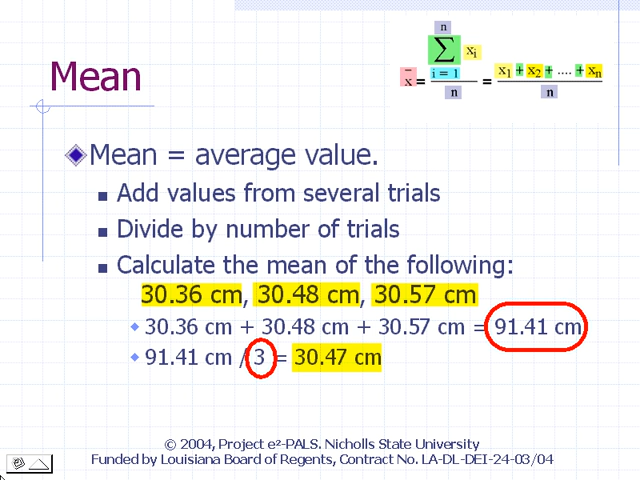 Mean
n
∑ xi
i = 1
x̄ = ─── = x1 + x2 + .... + xn
n n
Mean = average value.
Add values from several trials
Divide by number of trials
Calculate the mean of the following:
30.36 cm, 30.48 cm, 30.57 cm
30.36 cm + 30.48 cm + 30.57 cm = 91.41 cm
91.41 cm / 3 = 30.47 cm
© 2004, Project e²-PALS. Nicholls State University
Funded by Louisiana Board of Regents, Contract No. LA-DL-DEI-24-03/04